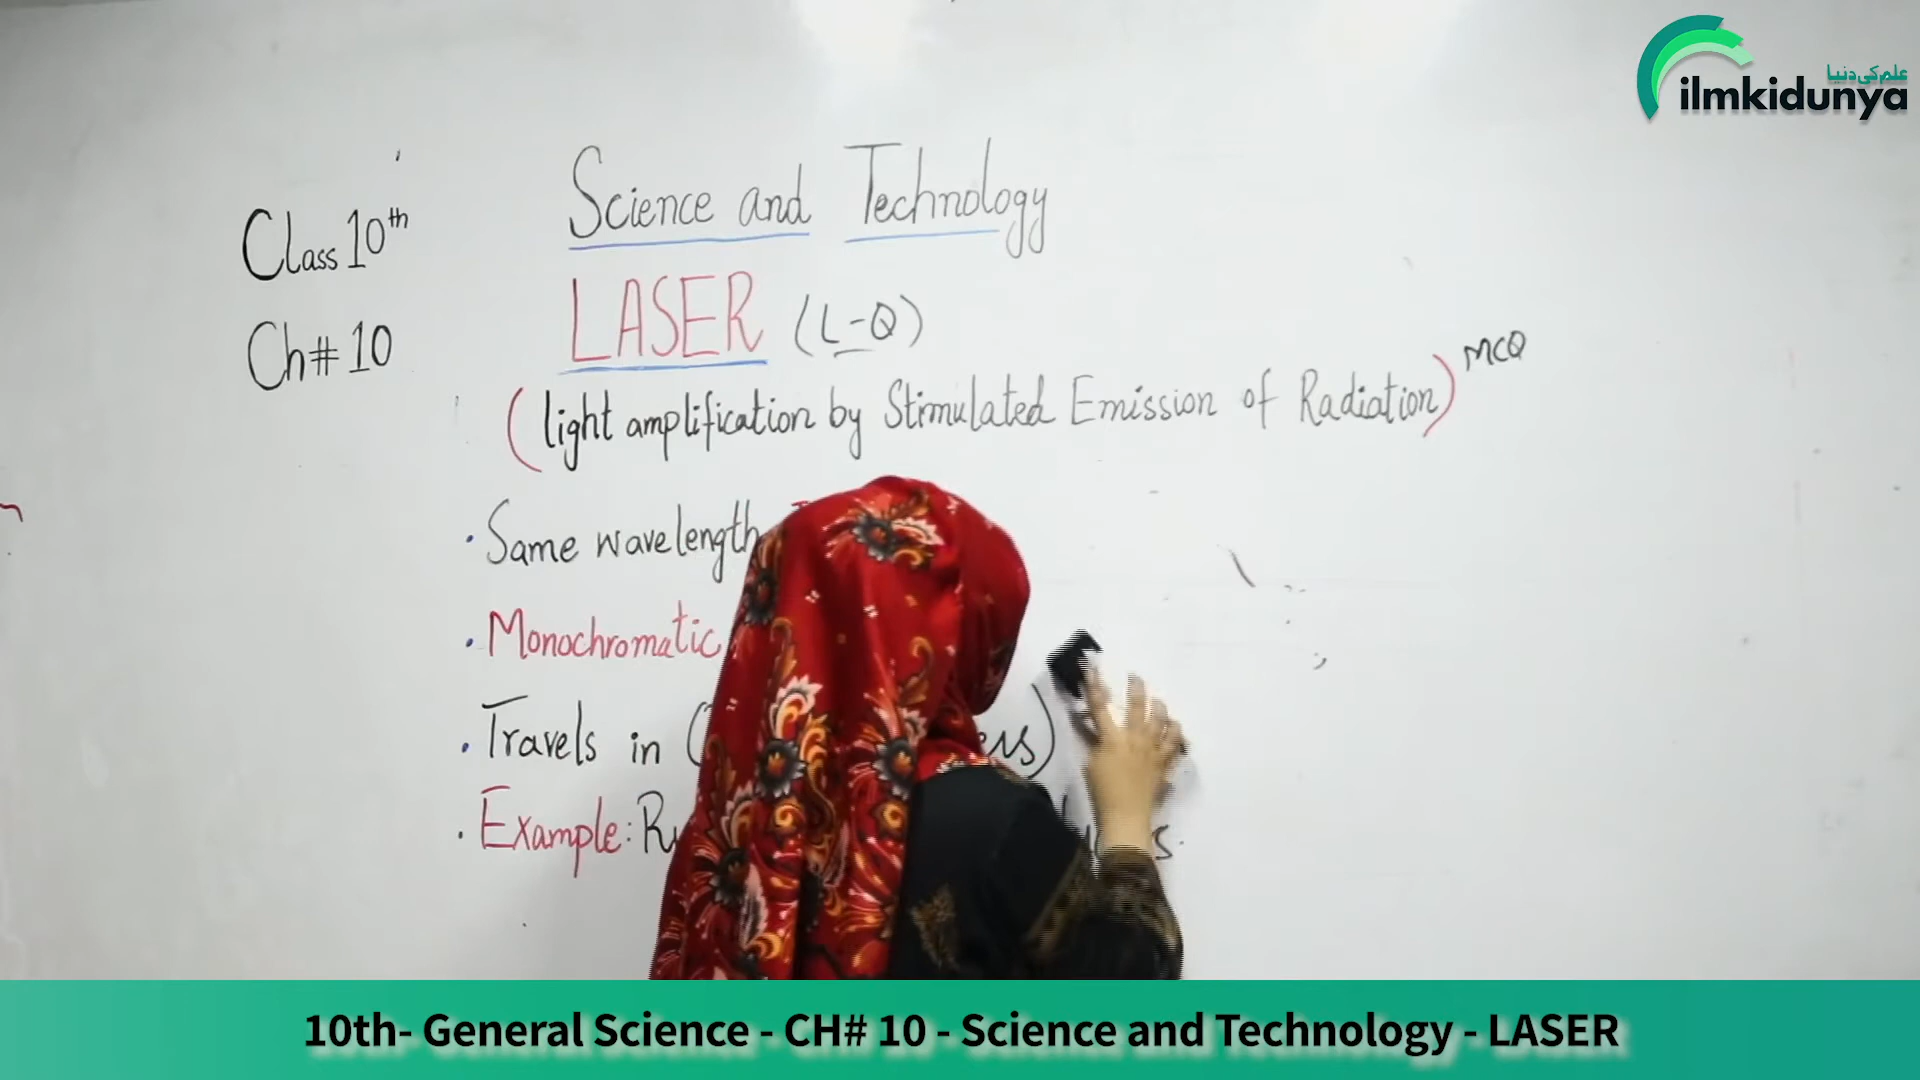 علم کی دنیا
ilmkidunya
Class 10th
Ch# 10
Science and Technology
LASER (L-Q)
(light amplification by Stimulated Emission of Radiation) MCQ
• Same wavelength
• Monochromatic
• Travels in (
• Example:
10th- General Science - CH# 10 - Science and Technology - LASER